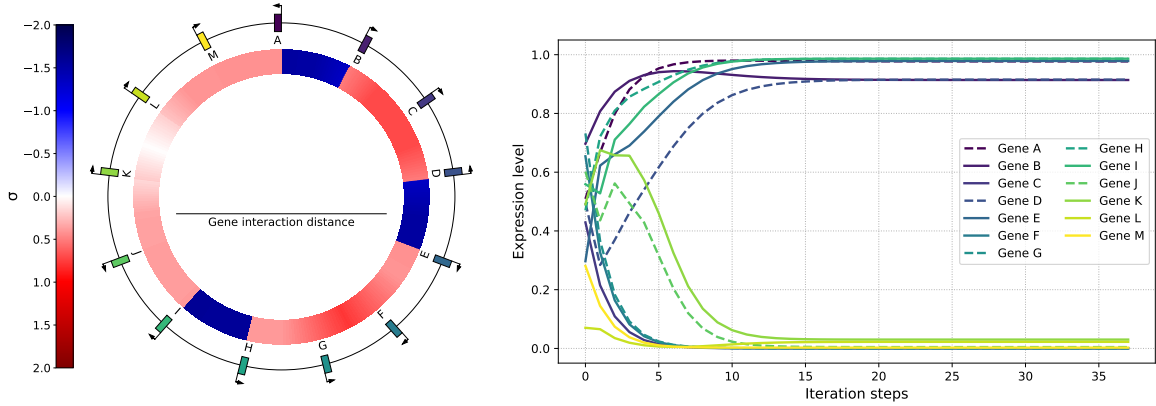 −2.0
−1.5
−1.0
−0.5
0.0
0.5
1.0
1.5
2.0
σ
A
B
C
D
E
F
G
H
I
J
K
L
M
Gene interaction distance
1.0
0.8
0.6
0.4
0.2
0.0
Expression level
0 5 10 15 20 25 30 35
Iteration steps
Gene A
Gene B
Gene C
Gene D
Gene E
Gene F
Gene G
Gene H
Gene I
Gene J
Gene K
Gene L
Gene M